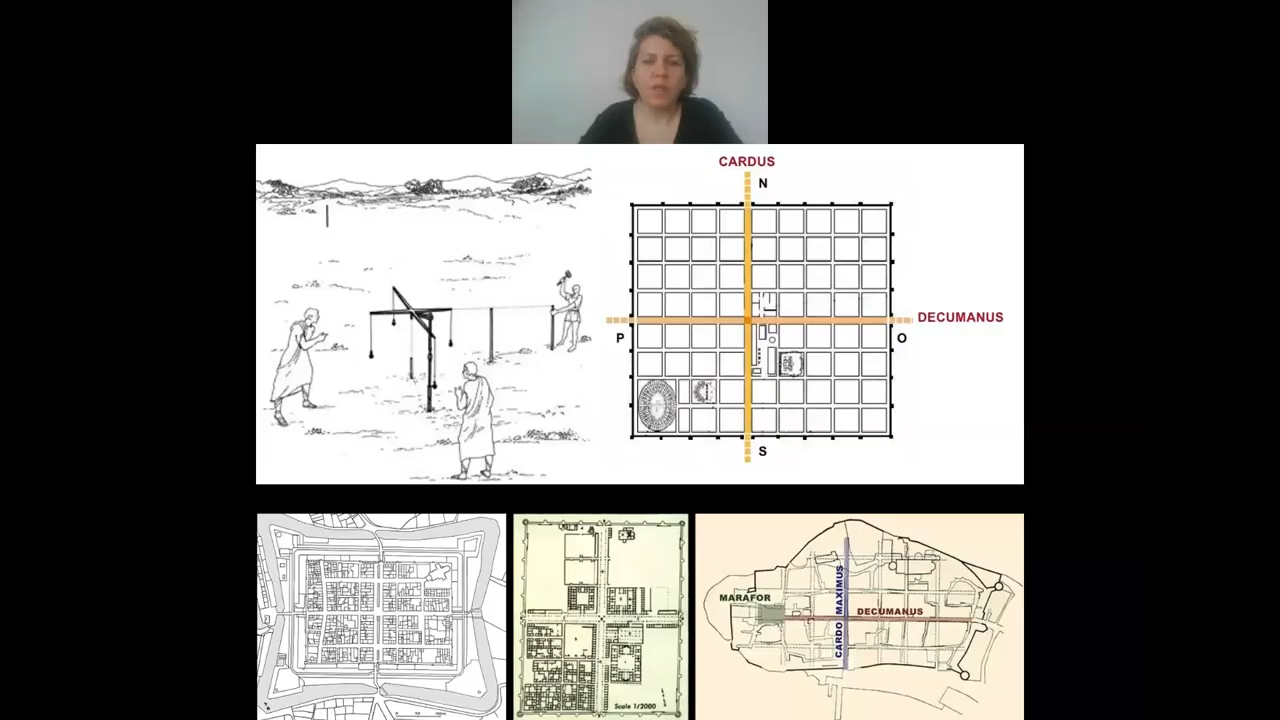 CARDUS
N
DECUMANUS
P
O
S
MARAFOR
CARDO MAXIMUS
DECUMANUS
Scale 1/2000